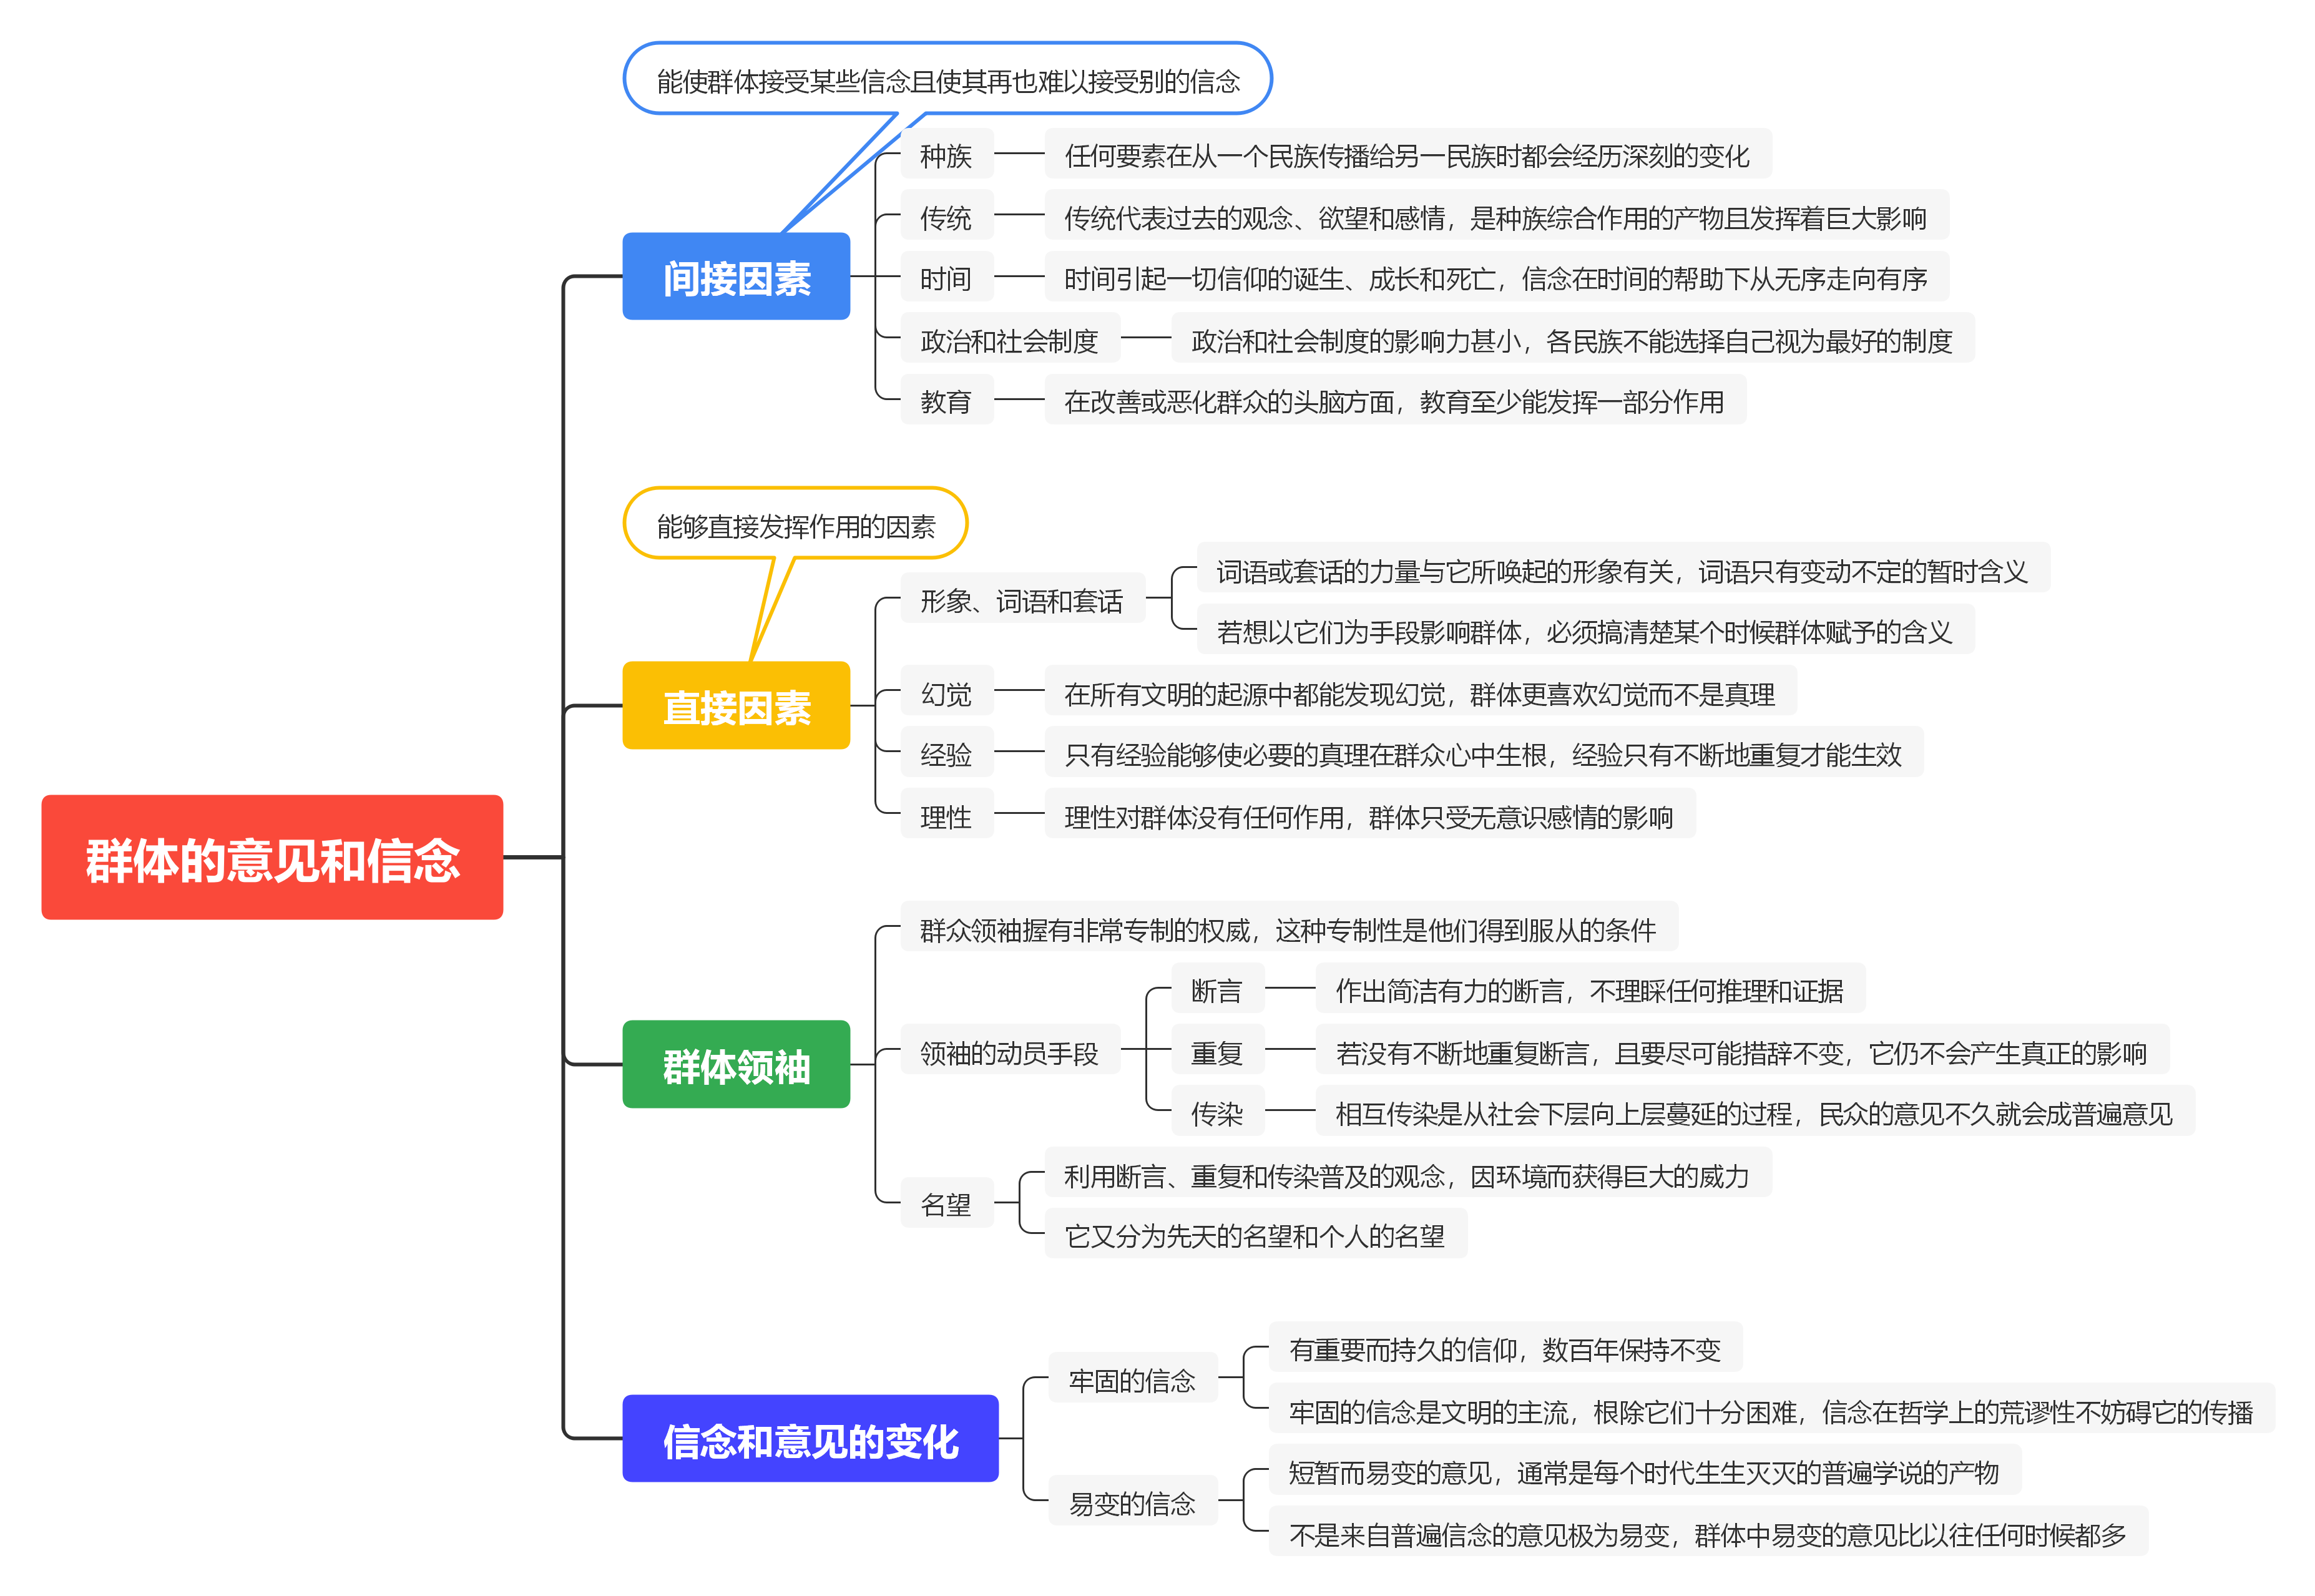 群体的意见和信念
能使群体接受某些信念且使其再也难以接受别的信念
间接因素
种族
任何要素在从一个民族传播给另一民族时都会经历深刻的变化
传统
传统代表过去的观念、欲望和感情，是种族综合作用的产物且发挥着巨大影响
时间
时间引起一切信仰的诞生、成长和死亡，信念在时间的帮助下从无序走向有序
政治和社会制度
政治和社会制度的影响力甚小，各民族不能选择自己视为最好的制度
教育
在改善或恶化群众的头脑方面，教育至少能发挥一部分作用
能够直接发挥作用的因素
直接因素
形象、词语和套话
词语或套话的力量与它所唤起的形象有关，词语只有变动不定的暂时含义
若想以它们为手段影响群体，必须搞清楚某个时候群体赋予的含义
幻觉
在所有文明的起源中都能发现幻觉，群体更喜欢幻觉而不是真理
经验
只有经验能够使必要的真理在群众心中生根，经验只有不断地重复才能生效
理性
理性对群体没有任何作用，群体只受无意识感情的影响
群体领袖
群众领袖握有非常专制的权威，这种专制性是他们得到服从的条件
领袖的动员手段
断言
作出简洁有力的断言，不理睬任何推理和证据
重复
若没有不断地重复断言，且要尽可能措辞不变，它仍不会产生真正的影响
传染
相互传染是从社会下层向上层蔓延的过程，民众的意见不久就会成普遍意见
名望
利用断言、重复和传染普及的观念，因环境而获得巨大的威力
它又分为先天的名望和个人的名望
信念和意见的变化
牢固的信念
有重要而持久的信仰，数百年保持不变
牢固的信念是文明的主流，根除它们十分困难，信念在哲学上的荒谬性不妨碍它的传播
易变的信念
短暂而易变的意见，通常是每个时代生生灭灭的普遍学说的产物
不是来自普遍信念的意见极为易变，群体中易变的意见比以往任何时候都多